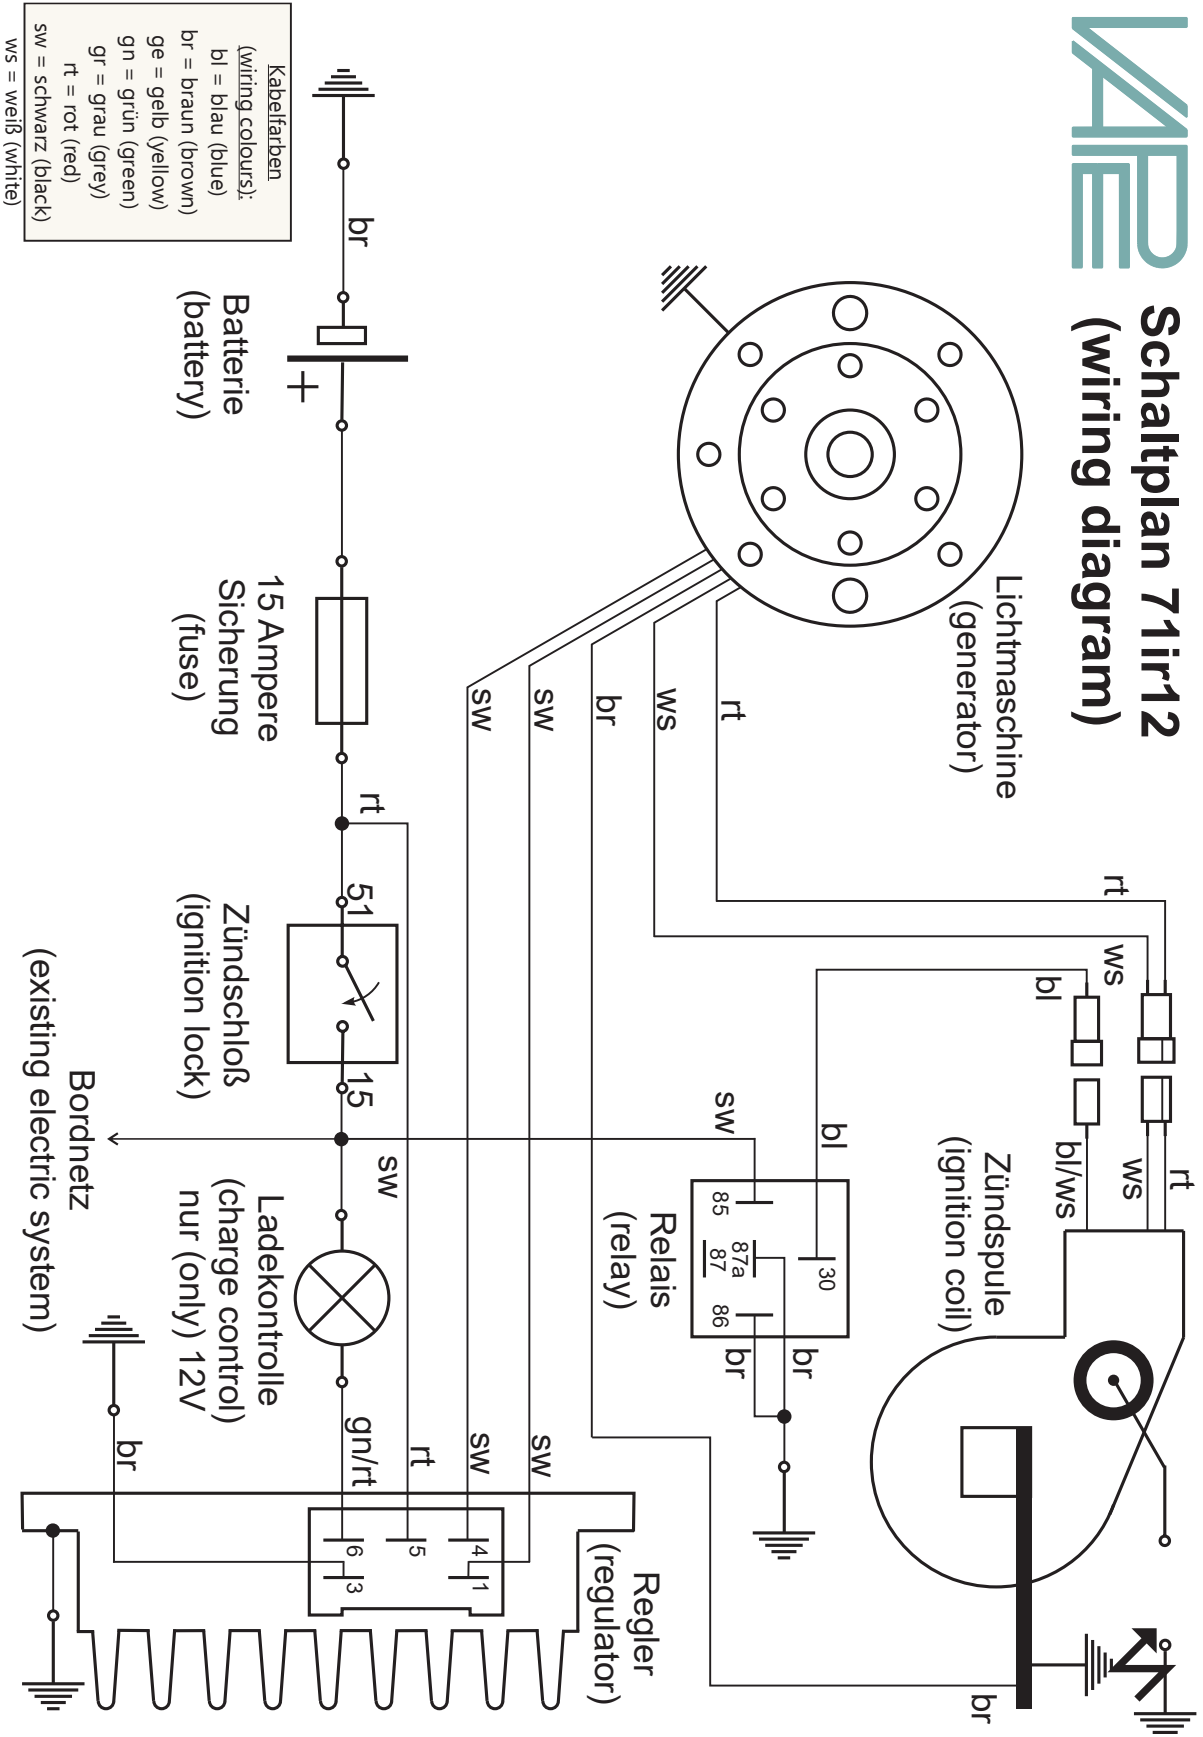 VAPE
Schaltplan 71ir12
(wiring diagram)
Lichtmaschine
(generator)
rt
ws
br
sw
sw
rt
ws
bl
rt
ws
bl/ws
Zündspule
(ignition coil)
bl
sw
30
85
87a
87
86
Relais
(relay)
br
br
br
sw
sw
rt
gn/rt
br
4
1
5
6
3
Regler
(regulator)
br
Batterie
(battery)
15 Ampere
Sicherung
(fuse)
rt
51
15
Zündschloß
(ignition lock)
sw
Ladekontrolle
(charge control)
nur (only) 12V
Bordnetz
(existing electric system)
Kabelfarben
(wiring colours):
bl = blau (blue)
br = braun (brown)
ge = gelb (yellow)
gn = grün (green)
gr = grau (grey)
rt = rot (red)
sw = schwarz (black)
ws = weiß (white)